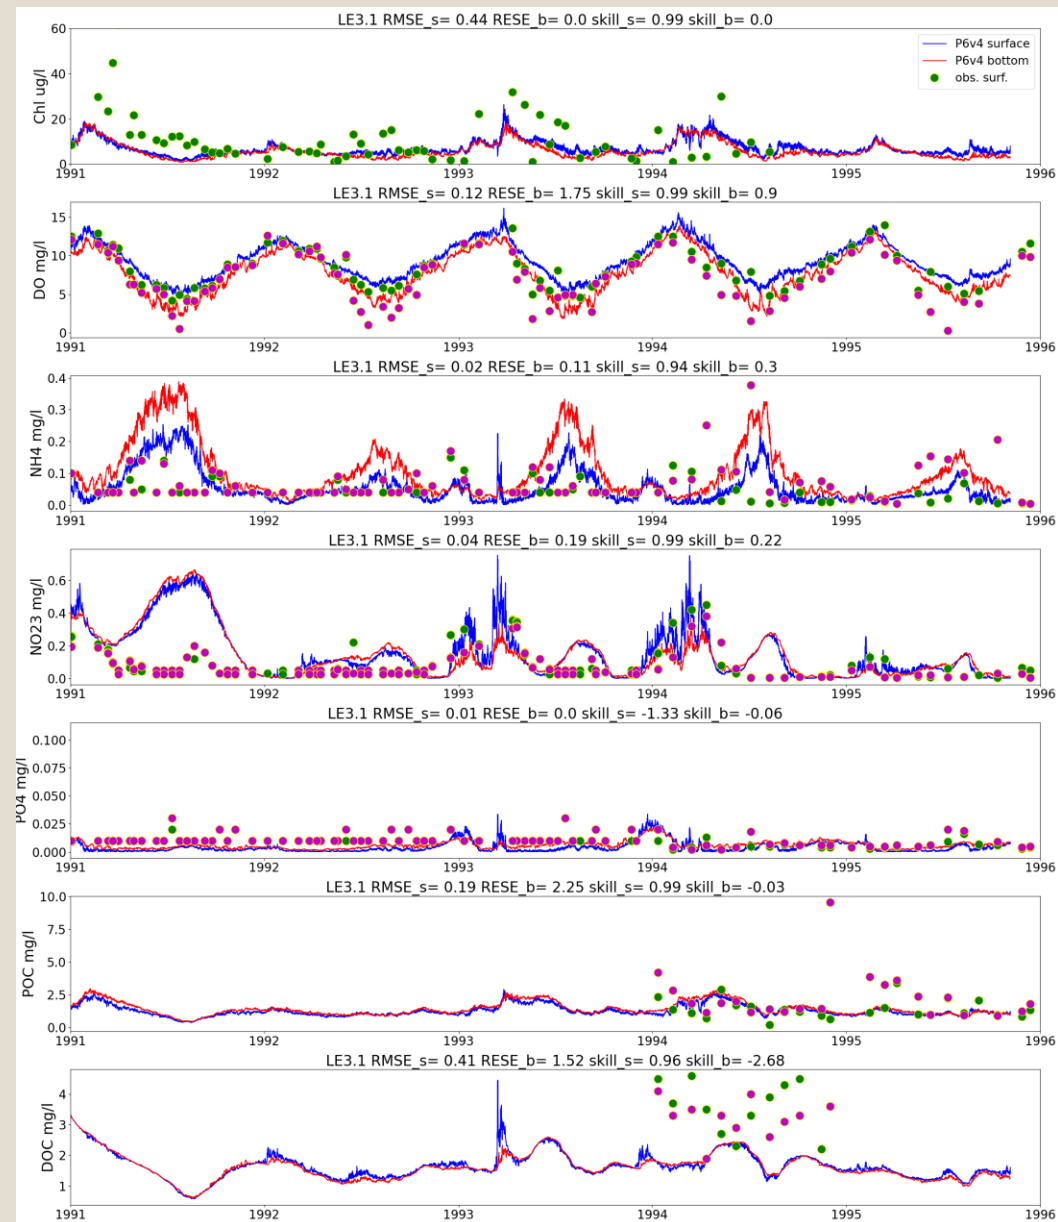 LE3.1 RMSE_s= 0.44 RESE_b= 0.0 skill_s= 0.99 skill_b= 0.0
60
40
20
0
Chl ug/l
P6v4 surface
P6v4 bottom
obs. surf.
1991 1992 1993 1994 1995 1996
LE3.1 RMSE_s= 0.12 RESE_b= 1.75 skill_s= 0.99 skill_b= 0.9
15
10
5
0
DO mg/l
1991 1992 1993 1994 1995 1996
LE3.1 RMSE_s= 0.02 RESE_b= 0.11 skill_s= 0.94 skill_b= 0.3
0.4
0.3
0.2
0.1
0.0
NH4 mg/l
1991 1992 1993 1994 1995 1996
LE3.1 RMSE_s= 0.04 RESE_b= 0.19 skill_s= 0.99 skill_b= 0.22
0.6
0.4
0.2
0.0
NO23 mg/l
1991 1992 1993 1994 1995 1996
LE3.1 RMSE_s= 0.01 RESE_b= 0.0 skill_s= -1.33 skill_b= -0.06
0.100
0.075
0.050
0.025
0.000
PO4 mg/l
1991 1992 1993 1994 1995 1996
LE3.1 RMSE_s= 0.19 RESE_b= 2.25 skill_s= 0.99 skill_b= -0.03
10.0
7.5
5.0
2.5
0.0
POC mg/l
1991 1992 1993 1994 1995 1996
LE3.1 RMSE_s= 0.41 RESE_b= 1.52 skill_s= 0.96 skill_b= -2.68
4
3
2
1
DOC mg/l
1991 1992 1993 1994 1995 1996